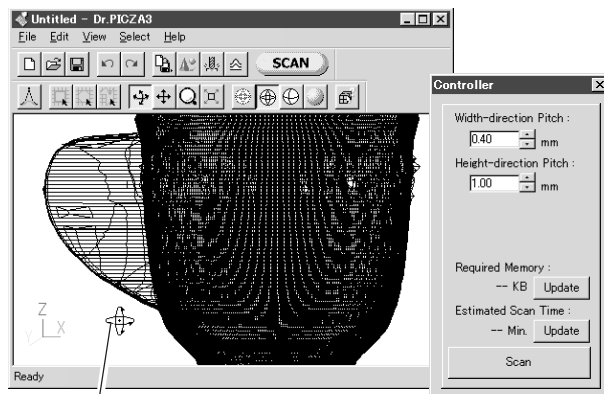 Untitled - Dr.PICZA3
File Edit View Select Help
SCAN
Z
Y X
Ready
Controller
Width-direction Pitch :
0.40 mm
Height-direction Pitch :
1.00 mm
Required Memory :
-- KB Update
Estimated Scan Time :
-- Min. Update
Scan